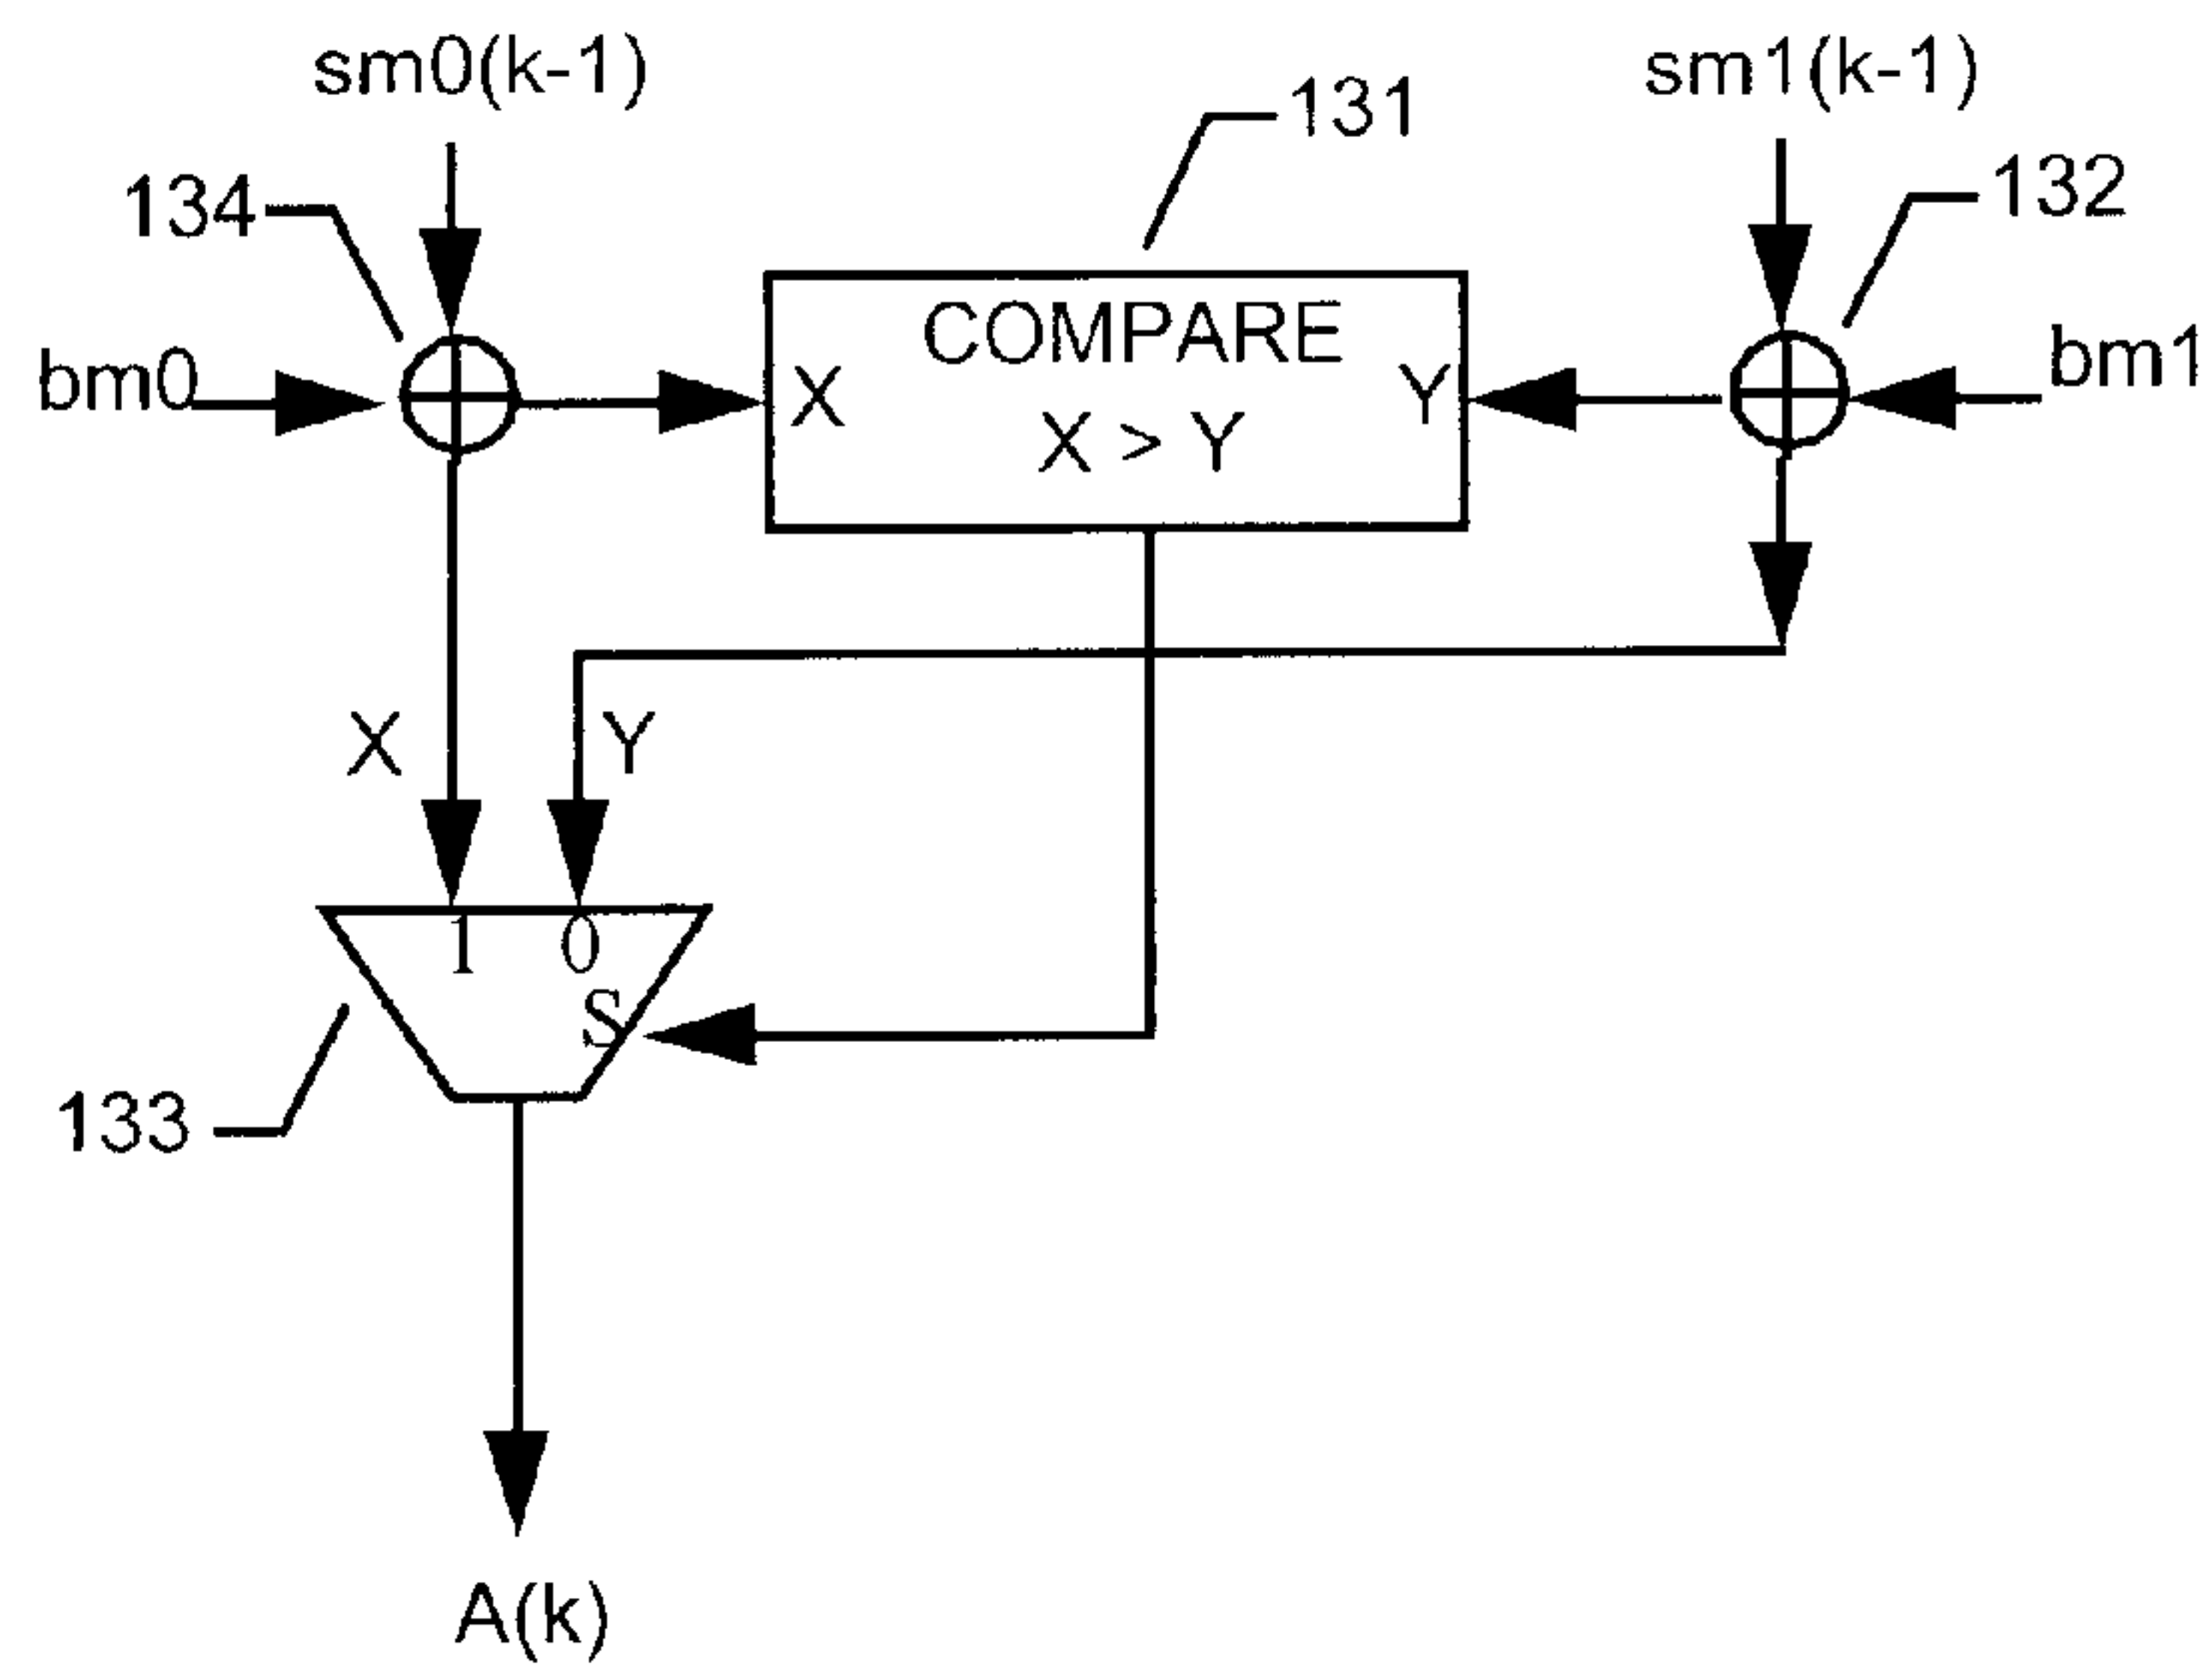 sm0(k-1)
sm1(k-1)
131
132
134
COMPARE
bm0
bm1
X
Y
X > Y
X
Y
1
0
S
133
A(k)